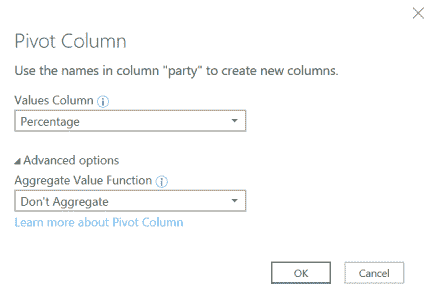 Pivot Column
Use the names in column "party" to create new columns.
Values Column
Percentage
Advanced options
Aggregate Value Function
Don't Aggregate
Learn more about Pivot Column
OK Cancel